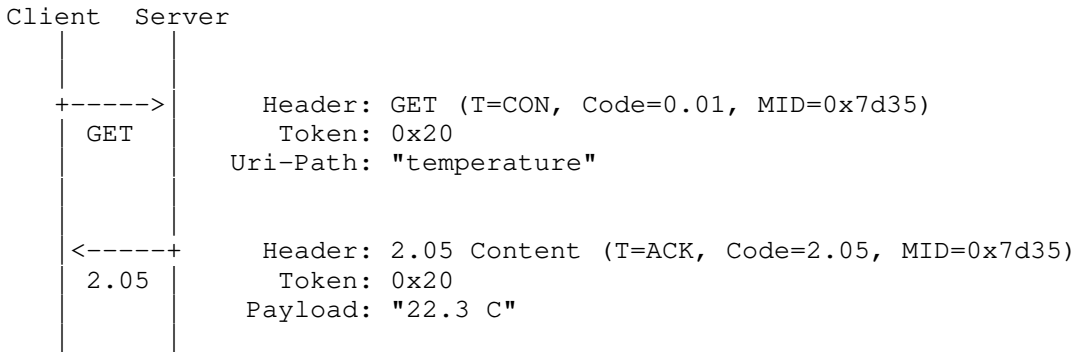 Client Server
+----->| Header: GET (T=CON, Code=0.01, MID=0x7d35)
| GET | Token: 0x20
Uri-Path: "temperature"
|<-----+ Header: 2.05 Content (T=ACK, Code=2.05, MID=0x7d35)
| 2.05 | Token: 0x20
Payload: "22.3 C"